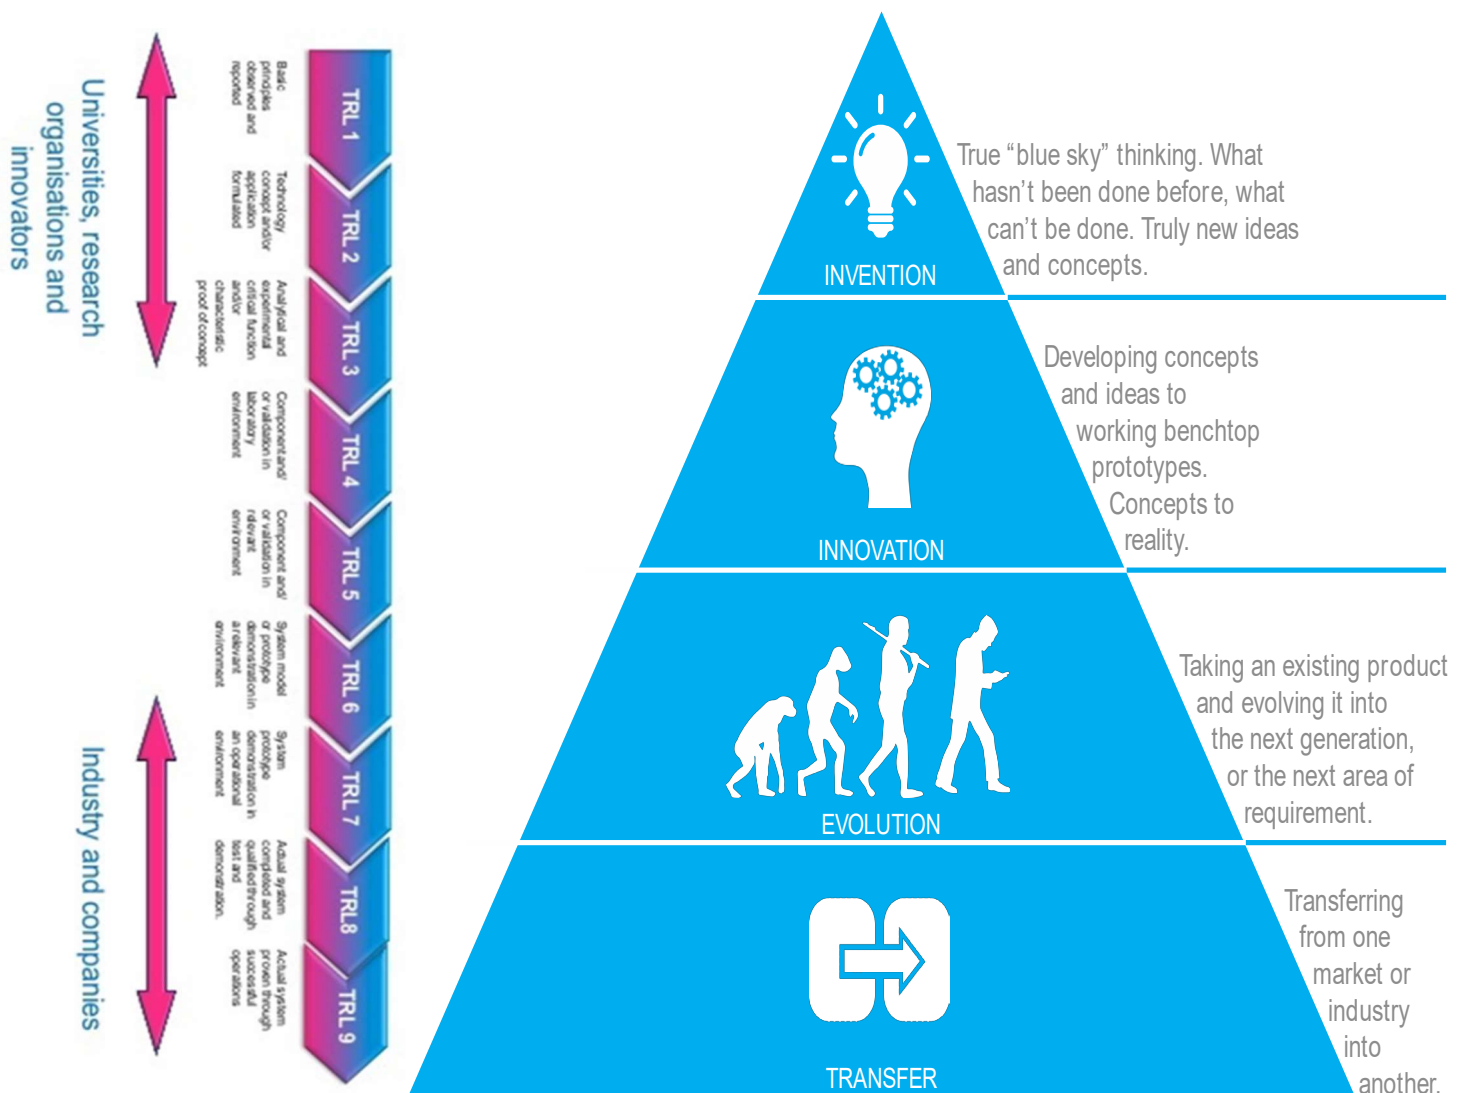 Universities, research
organisations and
innovators
Industry and companies
Basic
principles
observed and
reported
TRL 1
Technology
concept and/or
application
formulated
TRL 2
Analytical and
experimental
critical function
and/or
characteristic
proof of concept
TRL 3
Component and/
or validation in
laboratory
environment
TRL 4
Component and/
or validation in
relevant
environment
TRL 5
System model
or prototype
demonstration in
a relevant
environment
TRL 6
System
prototype
demonstration in
an operational
environment
TRL 7
Actual system
completed and
qualified through
test and
demonstration.
TRL8
Actual system
proven through
successful
operations
TRL 9
INVENTION
True “blue sky” thinking. What
hasn’t been done before, what
can’t be done. Truly new ideas
and concepts.
INNOVATION
Developing concepts
and ideas to
working benchtop
prototypes.
Concepts to
reality.
EVOLUTION
Taking an existing product
and evolving it into
the next generation,
or the next area of
requirement.
TRANSFER
Transferring
from one
market or
industry
into
another.